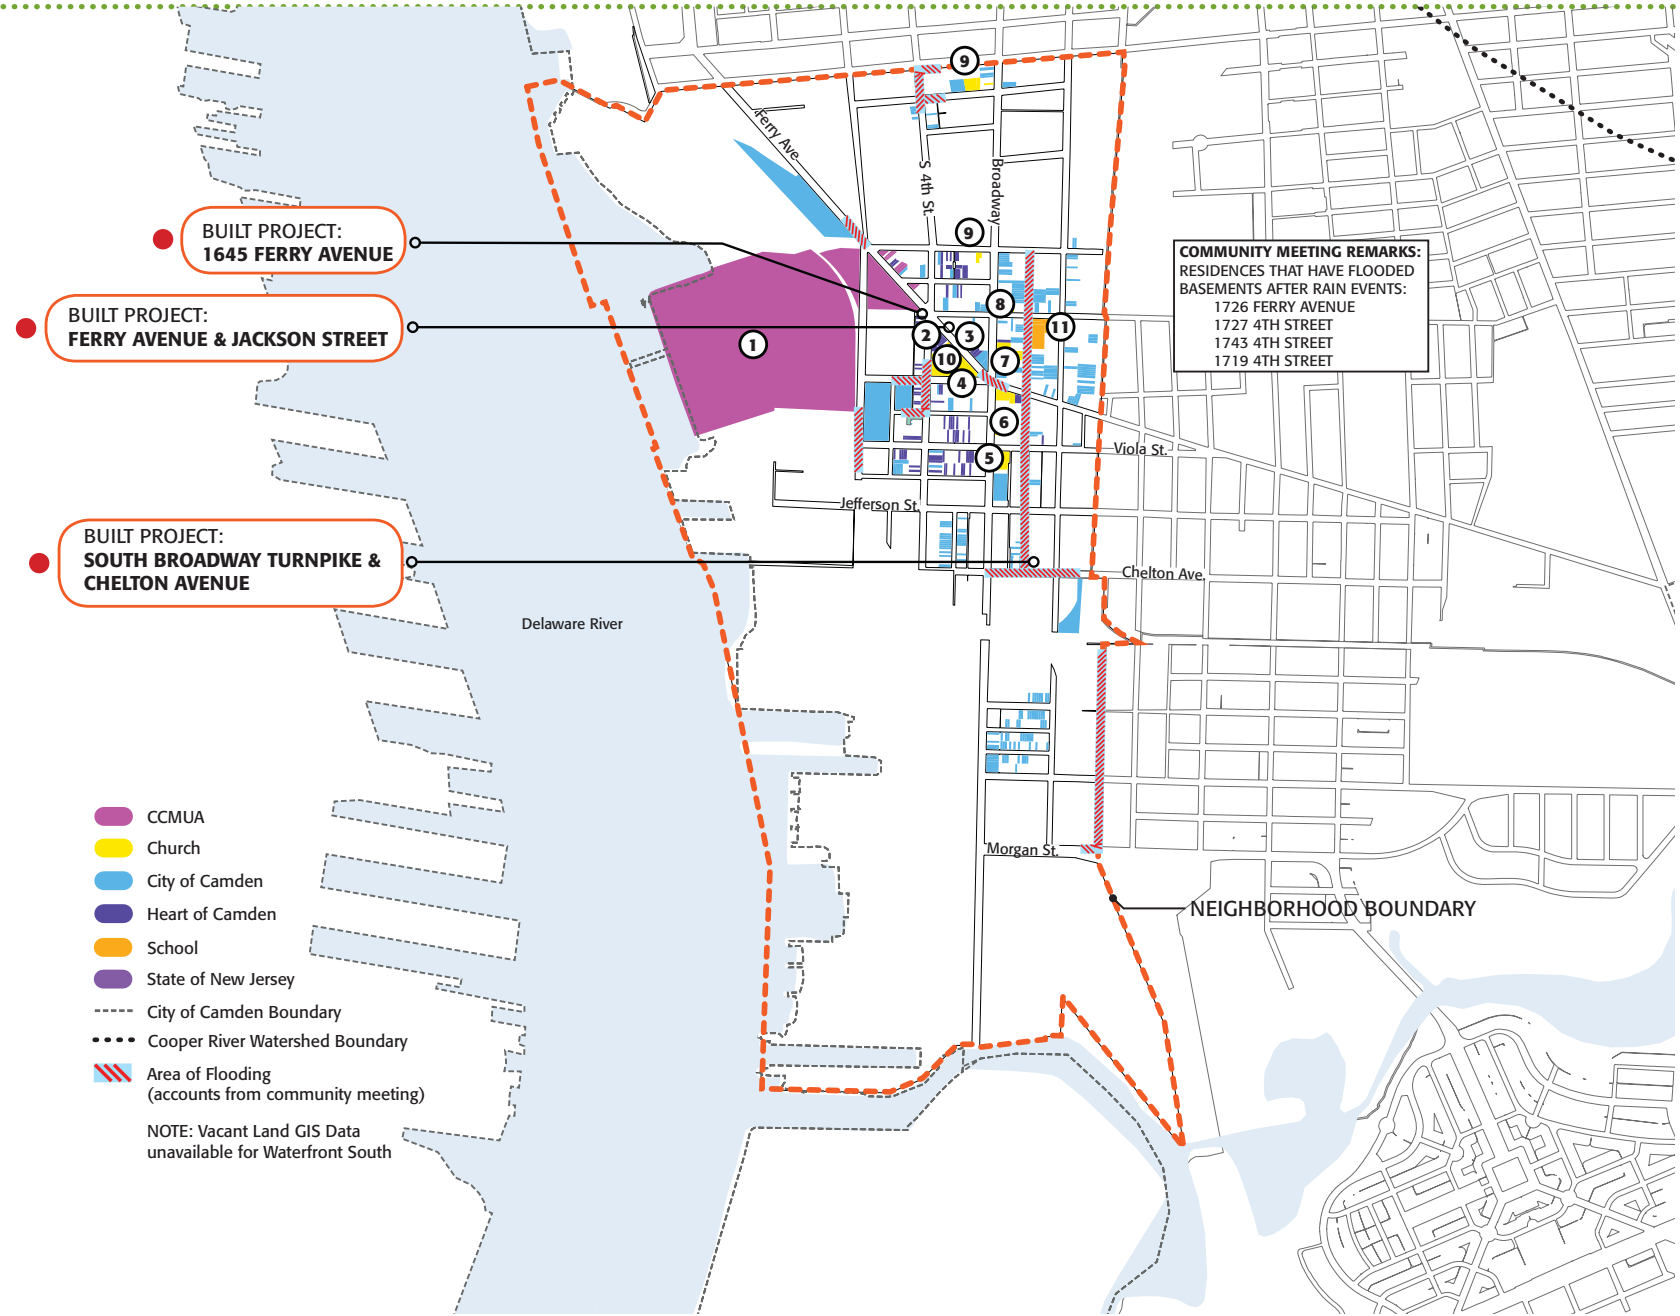 9
Ferry Ave.
S 4th St.
Broadway
BUILT PROJECT:
1645 FERRY AVENUE
9
COMMUNITY MEETING REMARKS:
RESIDENCES THAT HAVE FLOODED
BASEMENTS AFTER RAIN EVENTS:
1726 FERRY AVENUE
1727 4TH STREET
1743 4TH STREET
1719 4TH STREET
BUILT PROJECT:
FERRY AVENUE & JACKSON STREET
8
11
2
3
1
10
7
4
6
5
Viola St.
Jefferson St.
BUILT PROJECT:
SOUTH BROADWAY TURNPIKE &
CHELTON AVENUE
Chelton Ave.
Delaware River
Morgan St.
NEIGHBORHOOD BOUNDARY
CCMUA
Church
City of Camden
Heart of Camden
School
State of New Jersey
City of Camden Boundary
Cooper River Watershed Boundary
Area of Flooding
(accounts from community meeting)
NOTE: Vacant Land GIS Data
unavailable for Waterfront South